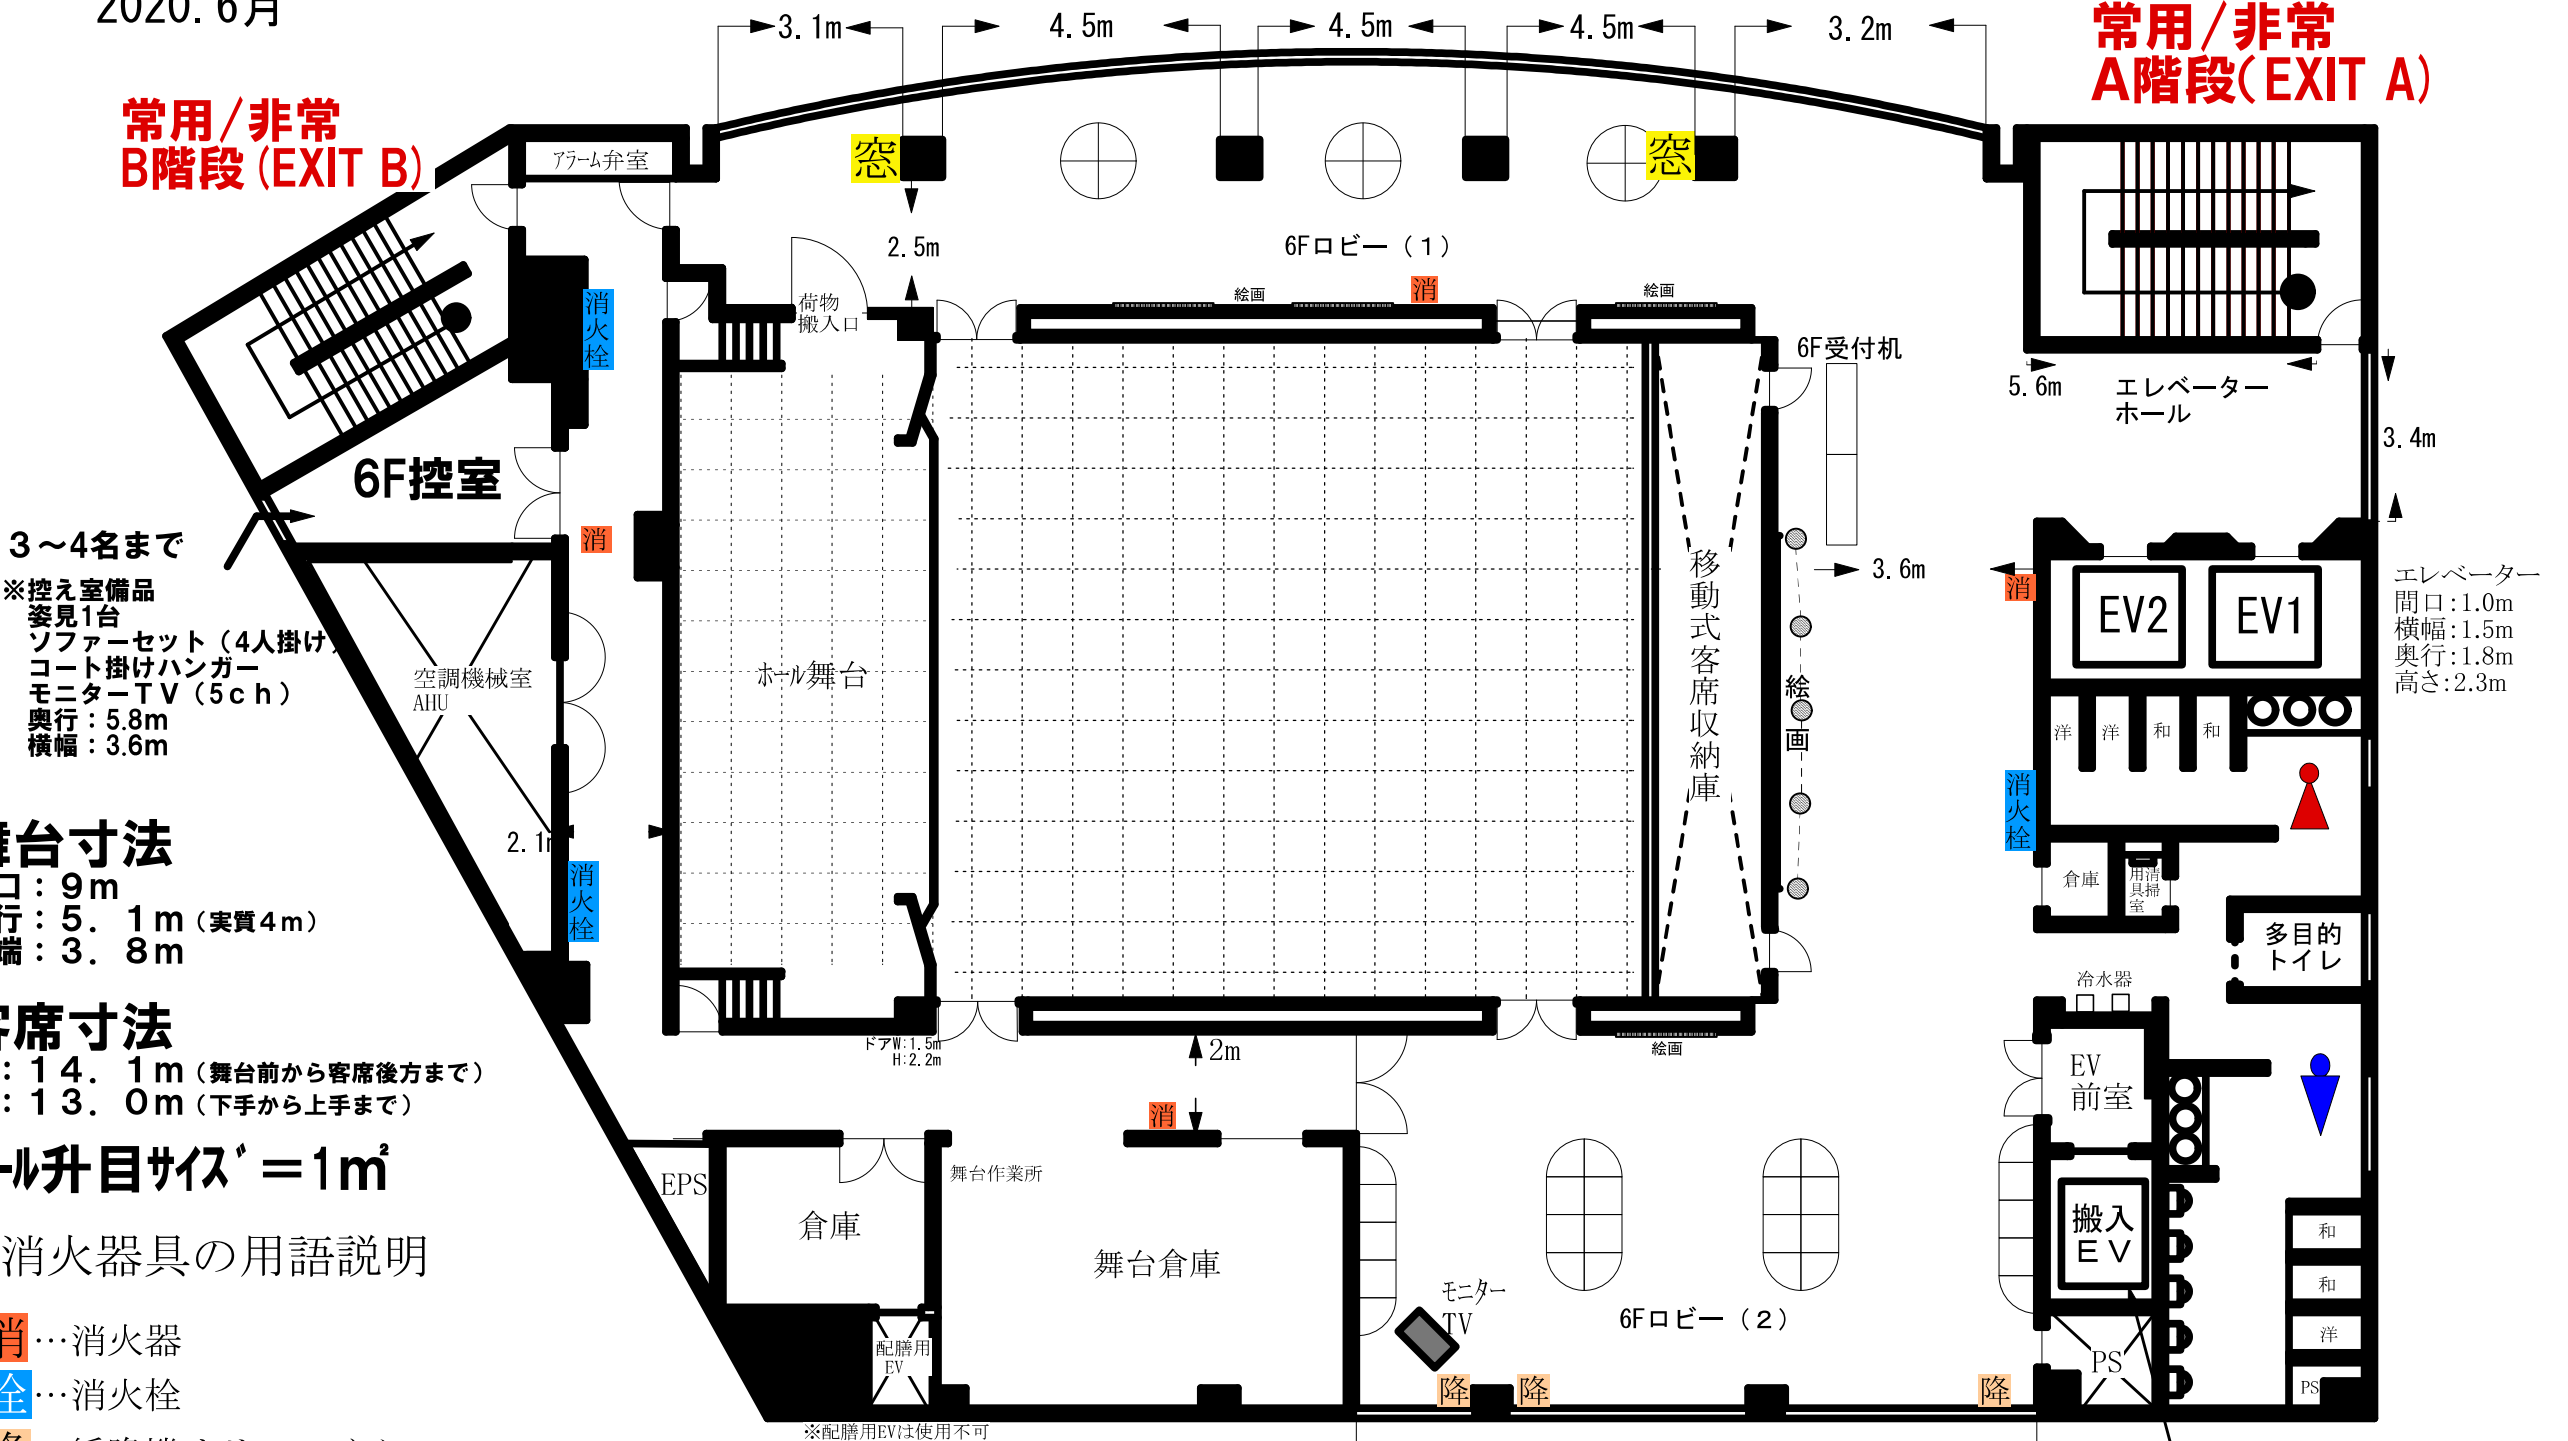 2020.6月
常用/非常
B階段(EXIT B)
3.1m
4.5m
4.5m
4.5m
3.2m
常用/非常
A階段(EXIT A)
アラーム弁室
窓
窓
2.5m
6Fロビー(1)
荷物
搬入口
絵画
消
絵画
消火栓
6F受付机
5.6m
エレベーター
ホール
3.4m
6F控室
消
3～4名まで
※控え室備品
姿見1台
ソファーセット(4人掛け)
コート掛けハンガー
モニターTV(5ch)
奥行:5.8m
横幅:3.6m
空調機械室
AHU
ホール舞台
移動式客席収納庫
絵画
3.6m
消
EV2
EV1
エレベーター
間口:1.0m
横幅:1.5m
奥行:1.8m
高さ:2.3m
洋
洋
和
和
消火栓
2.1m
消火栓
台寸法
口:9m
行:5.1m(実質4m)
端:3.8m
席寸法
:14.1m(舞台前から客席後方まで)
:13.0m(下手から上手まで)
ール升目サイズ=1㎡
倉庫
清掃用具室
多目的
トイレ
冷水器
ドアW:1.5m
H:2.2m
2m
絵画
EV
前室
消
EPS
倉庫
舞台作業所
舞台倉庫
搬入
EV
和
和
洋
PS
PS
モニター
TV
6Fロビー(2)
配膳用
EV
降
降
降
※配膳用EVは使用不可
消火器具の用語説明
消…消火器
栓…消火栓